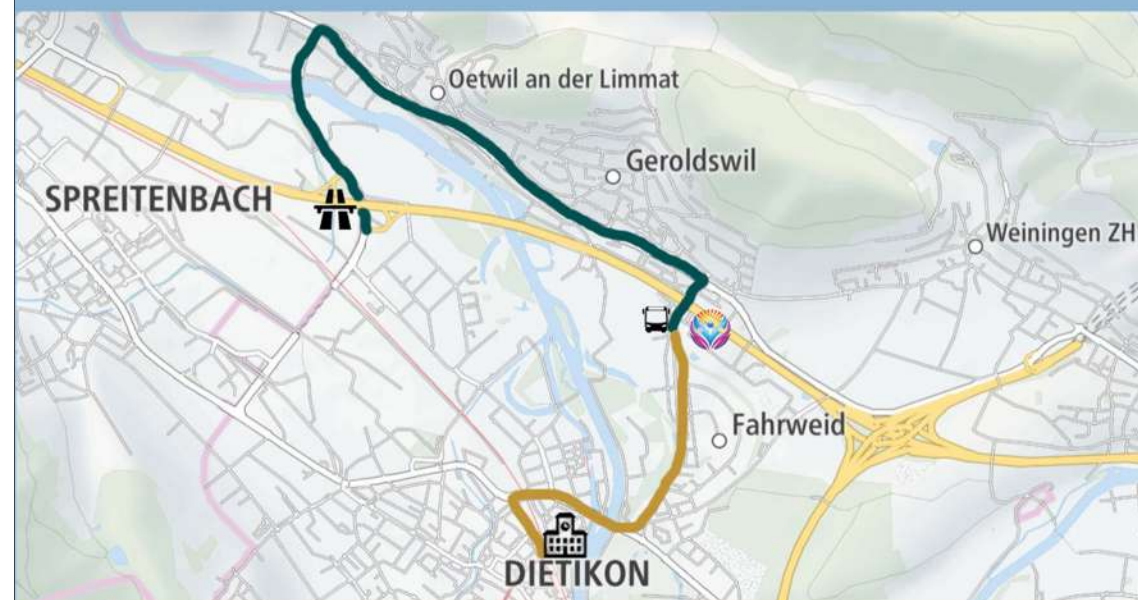 Oetwil an der Limmat
Geroldswil
SPREITENBACH
Weiningen ZH
Fahrweid
DIETIKON